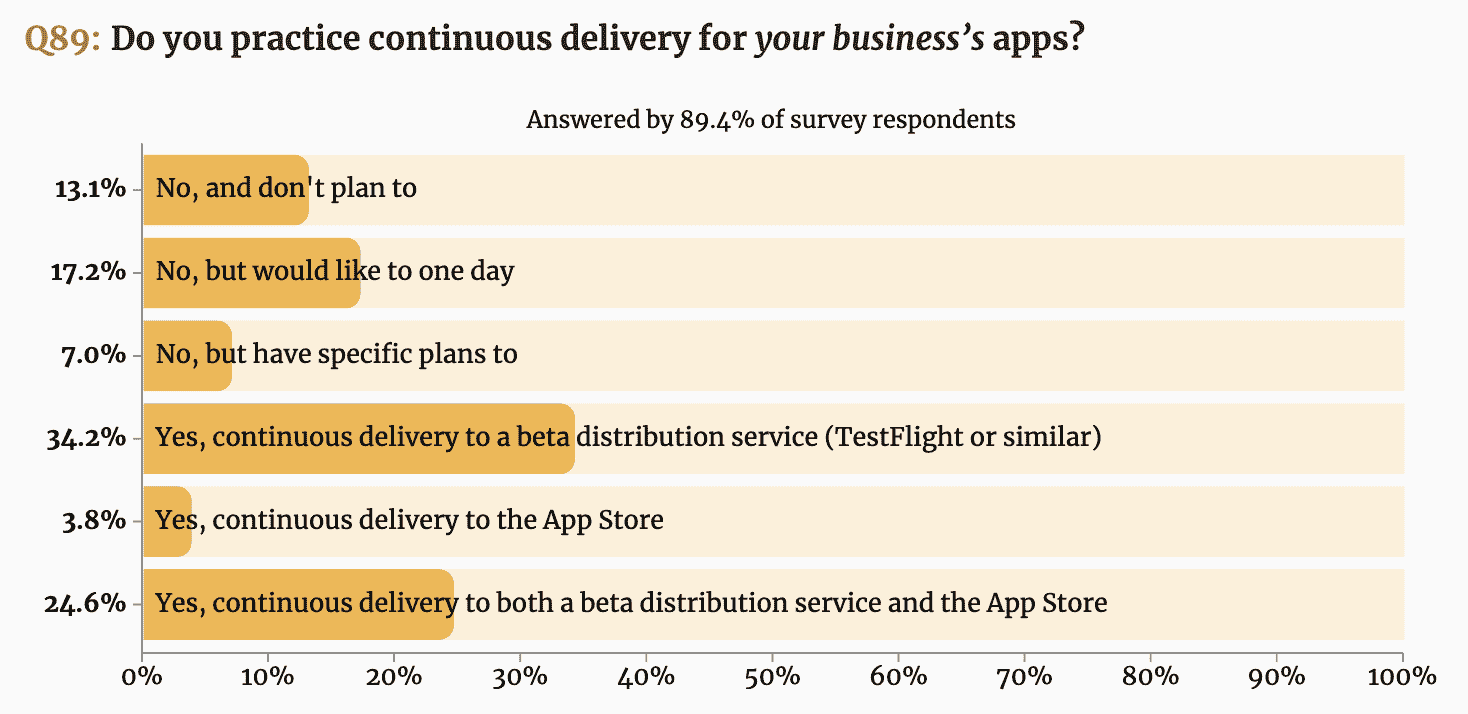 Q89: Do you practice continuous delivery for your business’s apps?
Answered by 89.4% of survey respondents
13.1% No, and don't plan to
17.2% No, but would like to one day
7.0% No, but have specific plans to
34.2% Yes, continuous delivery to a beta distribution service (TestFlight or similar)
3.8% Yes, continuous delivery to the App Store
24.6% Yes, continuous delivery to both a beta distribution service and the App Store
0% 10% 20% 30% 40% 50% 60% 70% 80% 90% 100%